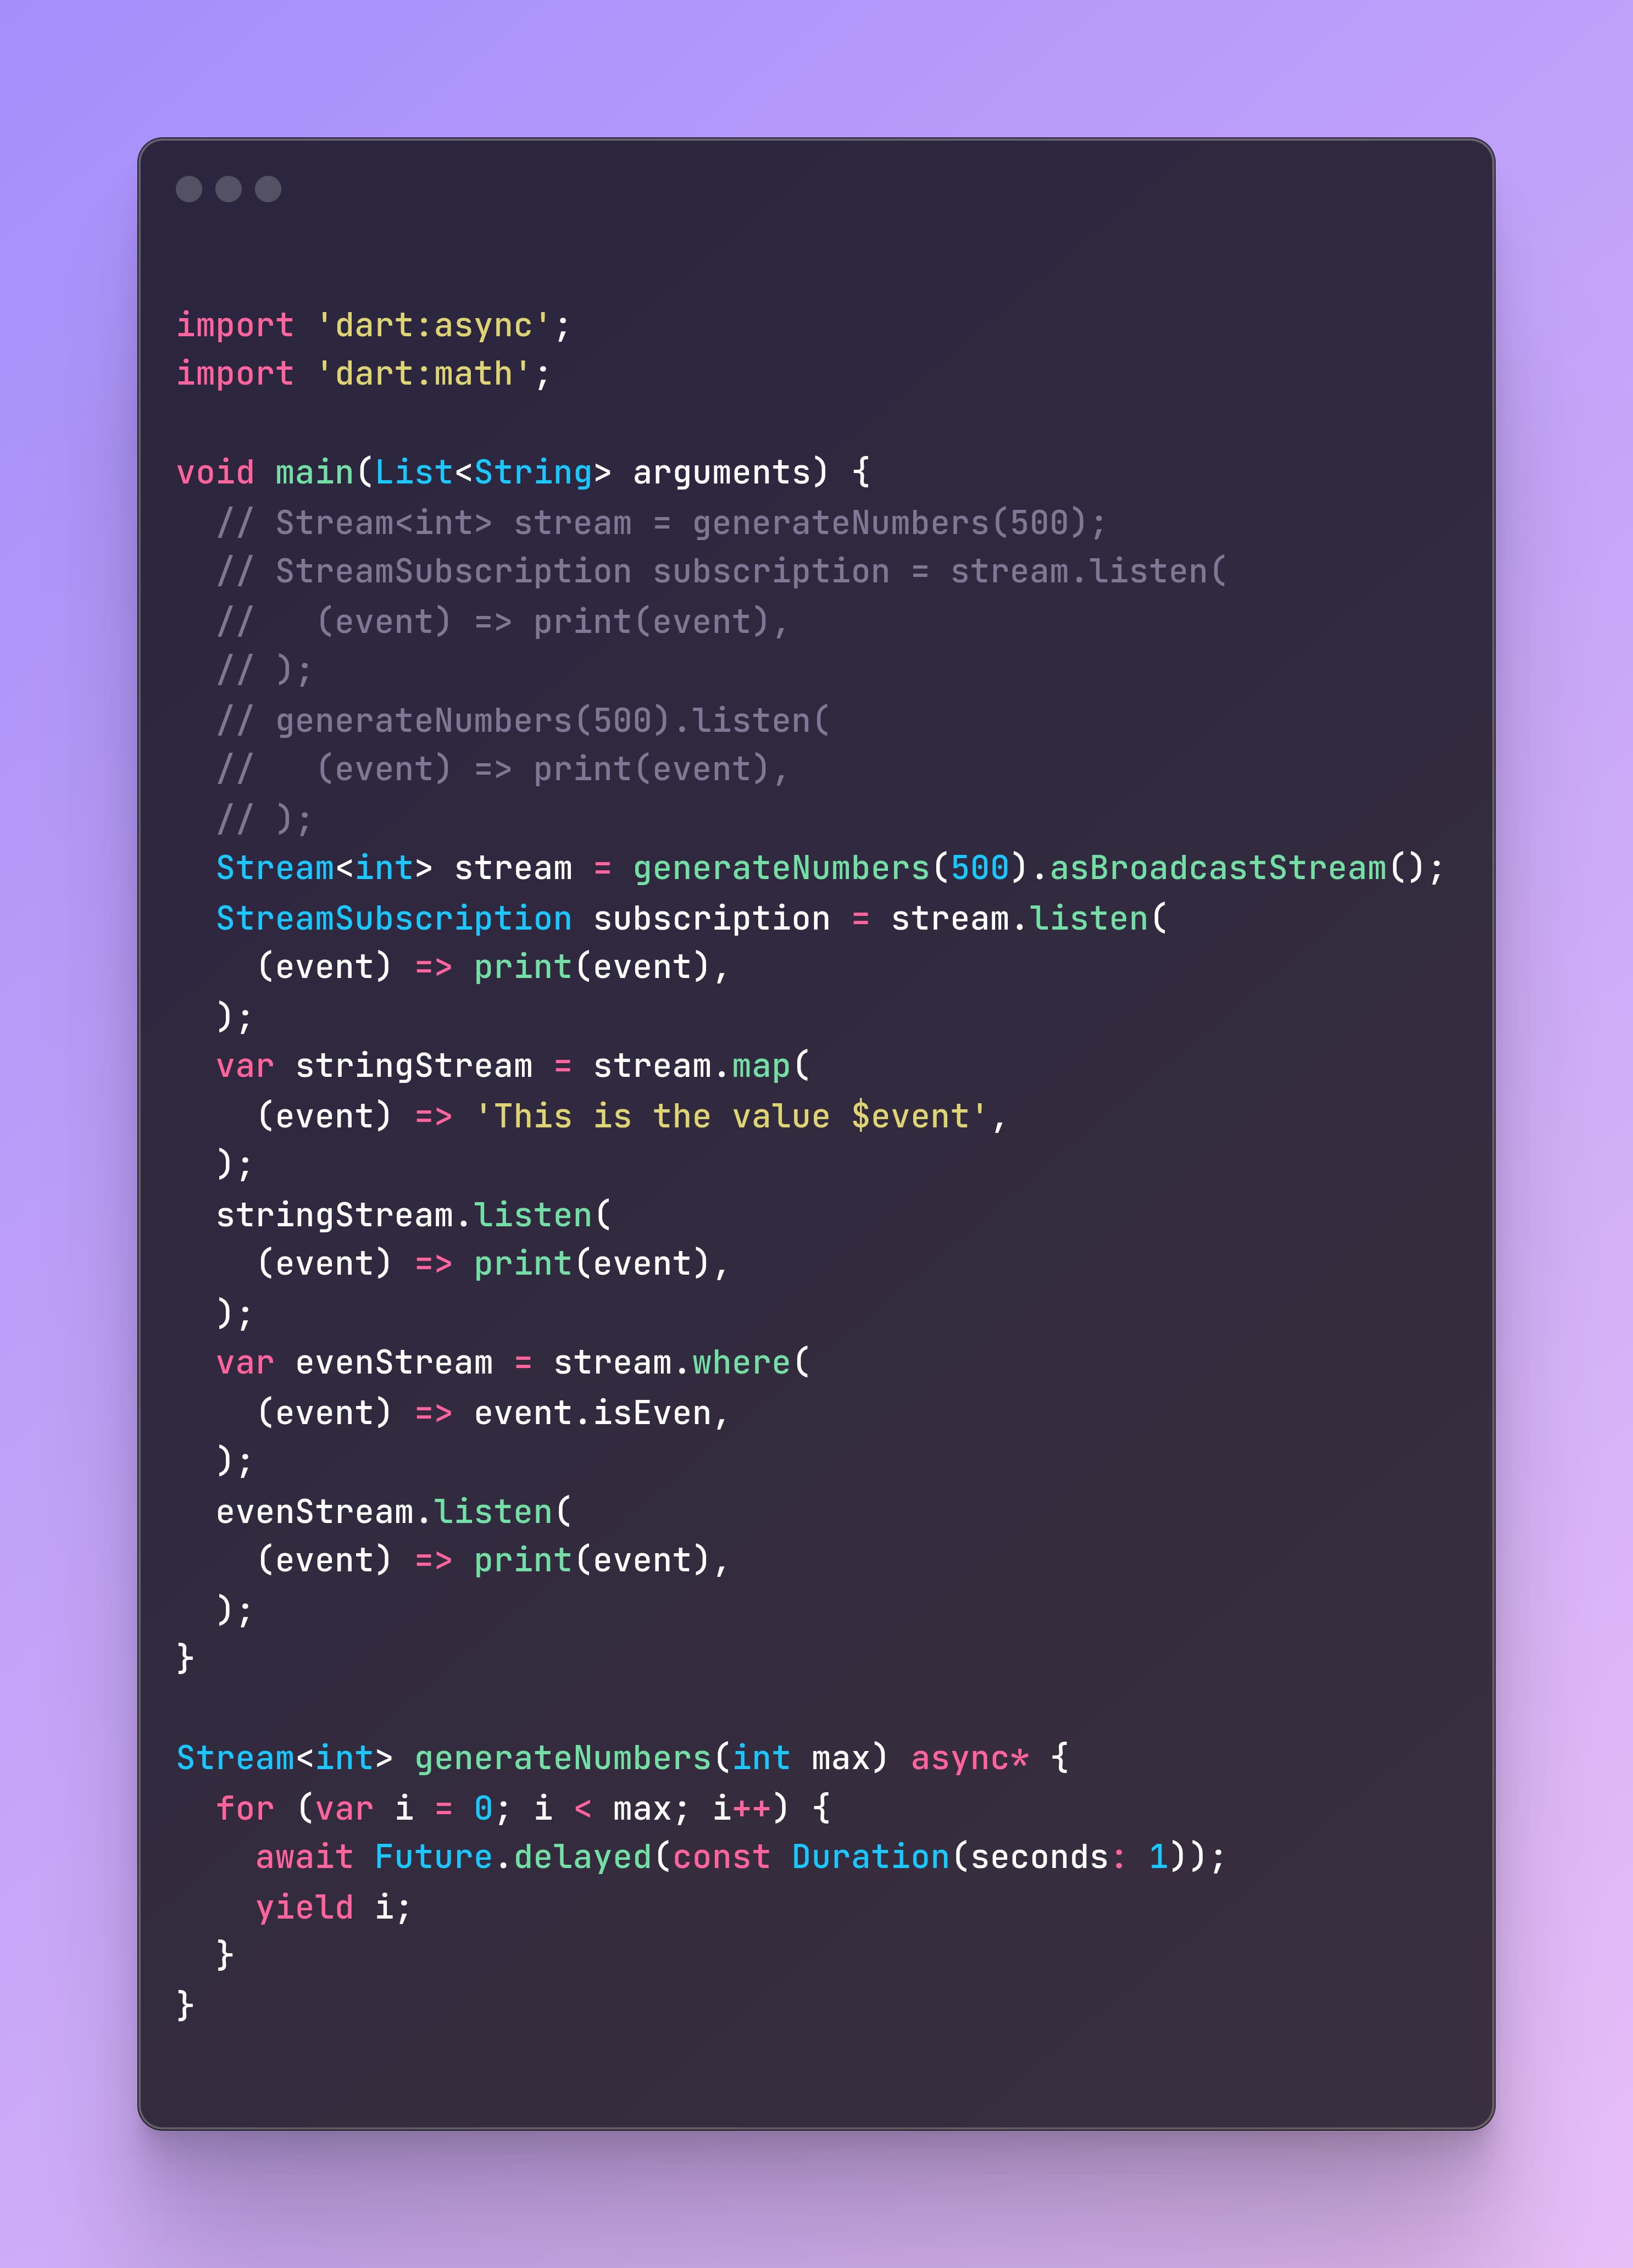 import 'dart:async';
import 'dart:math';

void main(List<String> arguments) {
  // Stream<int> stream = generateNumbers(500);
  // StreamSubscription subscription = stream.listen(
  //   (event) => print(event),
  // );
  // generateNumbers(500).listen(
  //   (event) => print(event),
  // );
  Stream<int> stream = generateNumbers(500).asBroadcastStream();
  StreamSubscription subscription = stream.listen(
    (event) => print(event),
  );
  var stringStream = stream.map(
    (event) => 'This is the value $event',
  );
  stringStream.listen(
    (event) => print(event),
  );
  var evenStream = stream.where(
    (event) => event.isEven,
  );
  evenStream.listen(
    (event) => print(event),
  );
}

Stream<int> generateNumbers(int max) async* {
  for (var i = 0; i < max; i++) {
    await Future.delayed(const Duration(seconds: 1));
    yield i;
  }
}